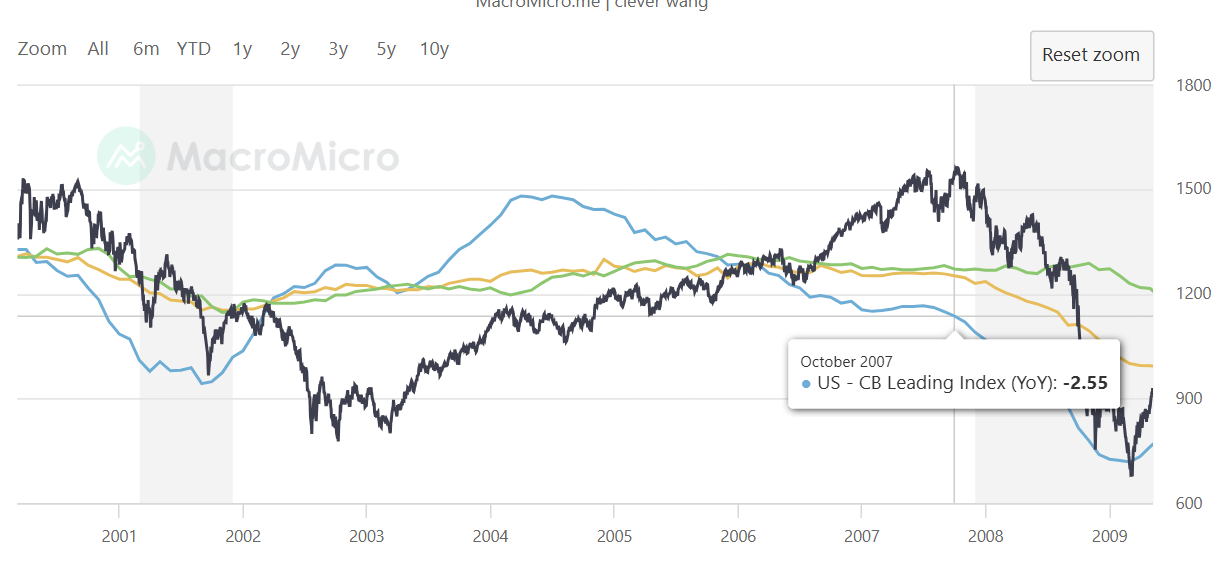 MacroMicro.me | clever wang
Zoom All 6m YTD 1y 2y 3y 5y 10y
Reset zoom
1800
MacroMicro
1500
1200
October 2007
US - CB Leading Index (YoY): -2.55
900
600
2001 2002 2003 2004 2005 2006 2007 2008 2009